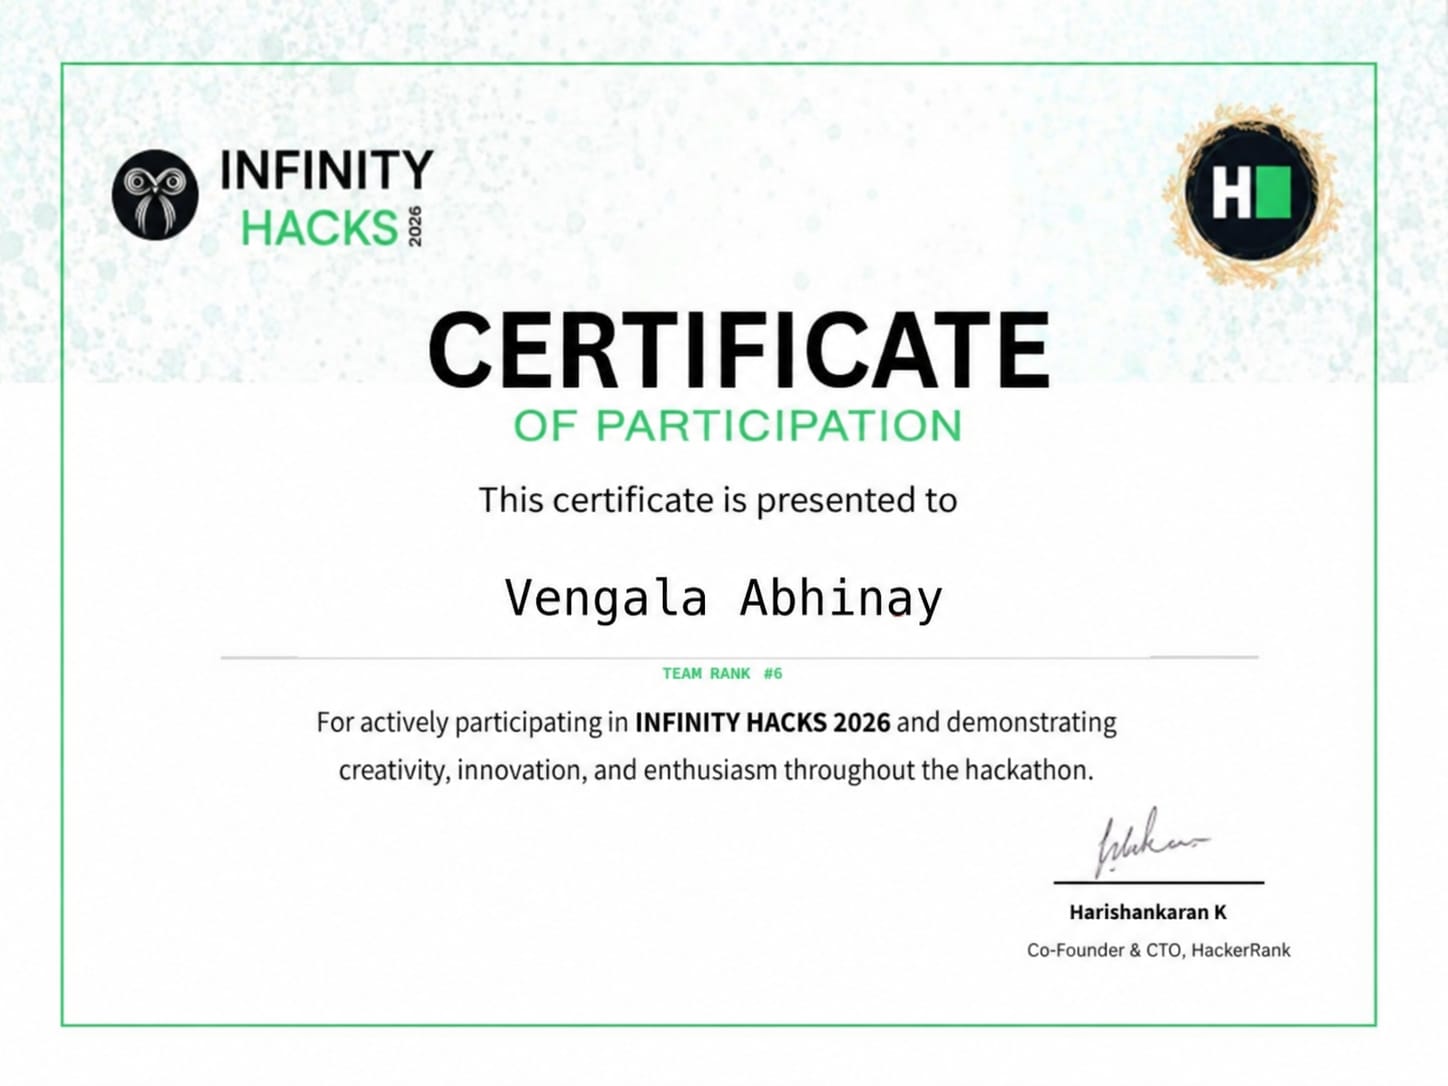 INFINITY
HACKS 2026
H
CERTIFICATE
OF PARTICIPATION
This certificate is presented to
Vengala Abhinay
TEAM RANK #6
For actively participating in INFINITY HACKS 2026 and demonstrating
creativity, innovation, and enthusiasm throughout the hackathon.
Harishankaran K
Co-Founder & CTO, HackerRank